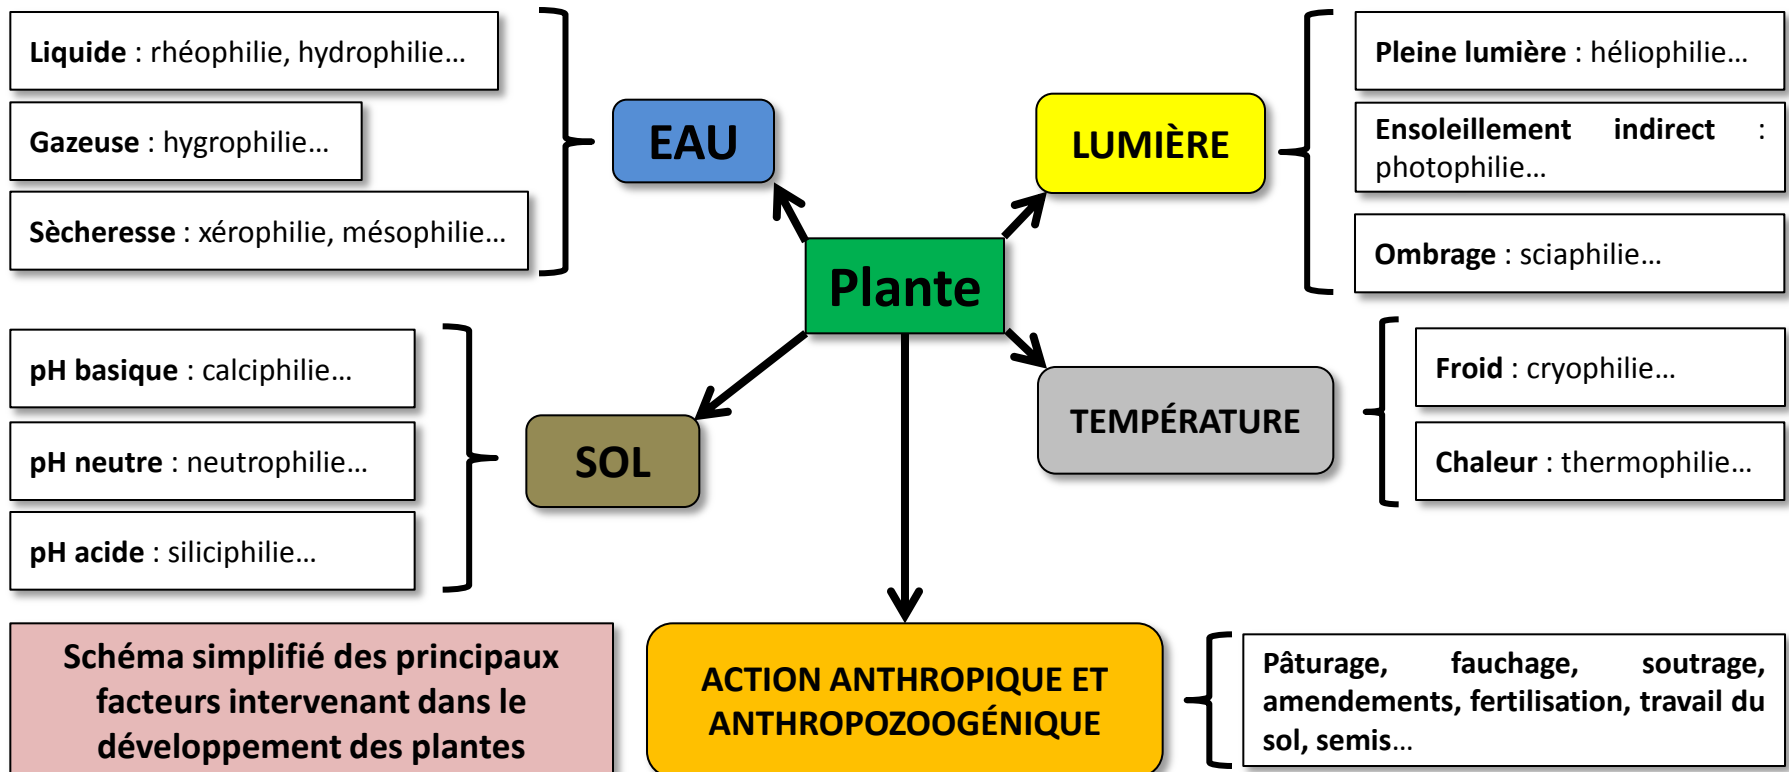 Liquide : rhéophilie, hydrophilie...
Gazeuse : hygrophilie...
Sècheresse : xérophilie, mésophilie...
EAU
LUMIÈRE
Pleine lumière : héliophilie...
Ensoleillement indirect :
photophilie...
Ombrage : sciaphilie...
Plante
pH basique : calciphilie...
pH neutre : neutrophilie...
pH acide : siliciphilie...
SOL
TEMPÉRATURE
Froid : cryophilie...
Chaleur : thermophilie...
Schéma simplifié des principaux
facteurs intervenant dans le
développement des plantes
ACTION ANTHROPIQUE ET
ANTHROPOZOOGÉNIQUE
Pâturage, fauchage, soutrage,
amendements, fertilisation, travail du
sol, semis...